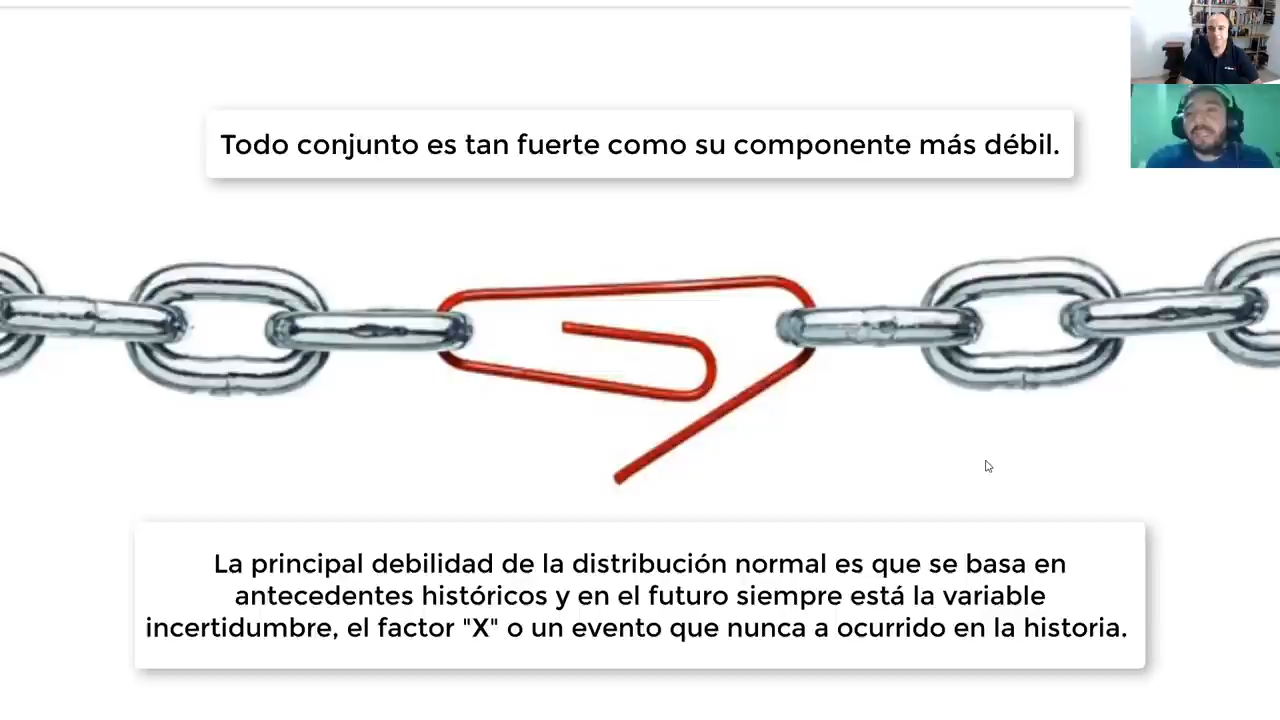 Todo conjunto es tan fuerte como su componente más débil.
La principal debilidad de la distribución normal es que se basa en
antecedentes históricos y en el futuro siempre está la variable
incertidumbre, el factor "X" o un evento que nunca a ocurrido en la historia.